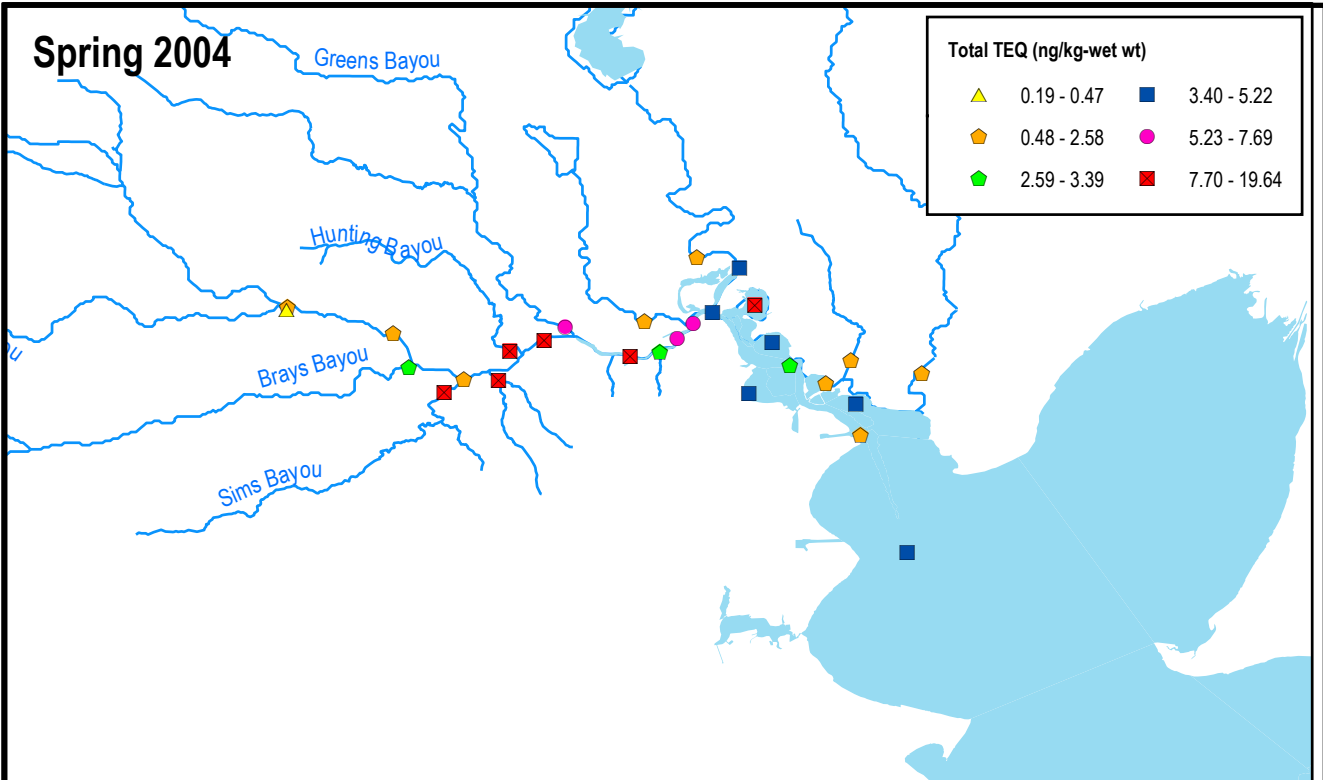 Spring 2004
Greens Bayou
Total TEQ (ng/kg-wet wt)
0.19 - 0.47
3.40 - 5.22
0.48 - 2.58
5.23 - 7.69
2.59 - 3.39
7.70 - 19.64
Hunting Bayou
ou
Brays Bayou
Sims Bayou